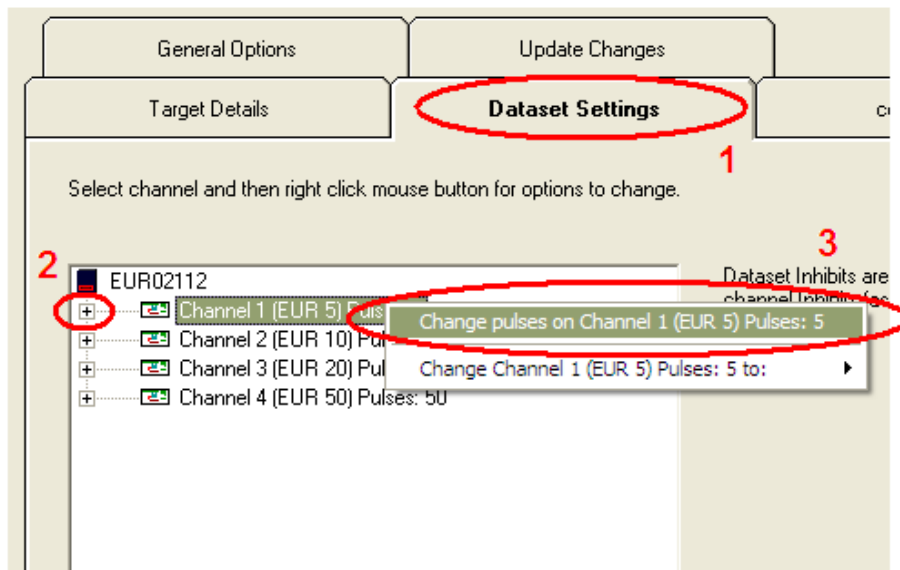 General Options
Update Changes
Target Details
Dataset Settings
1
Select channel and then right click mouse button for options to change.
2
3
EUR02112
Dataset Inhibits are
Channel 1 (EUR 5)
Change pulses on Channel 1 (EUR 5) Pulses: 5
Channel 2 (EUR 10)
Channel 3 (EUR 20)
Change Channel 1 (EUR 5) Pulses: 5 to:
Channel 4 (EUR 50) Pulses: 50